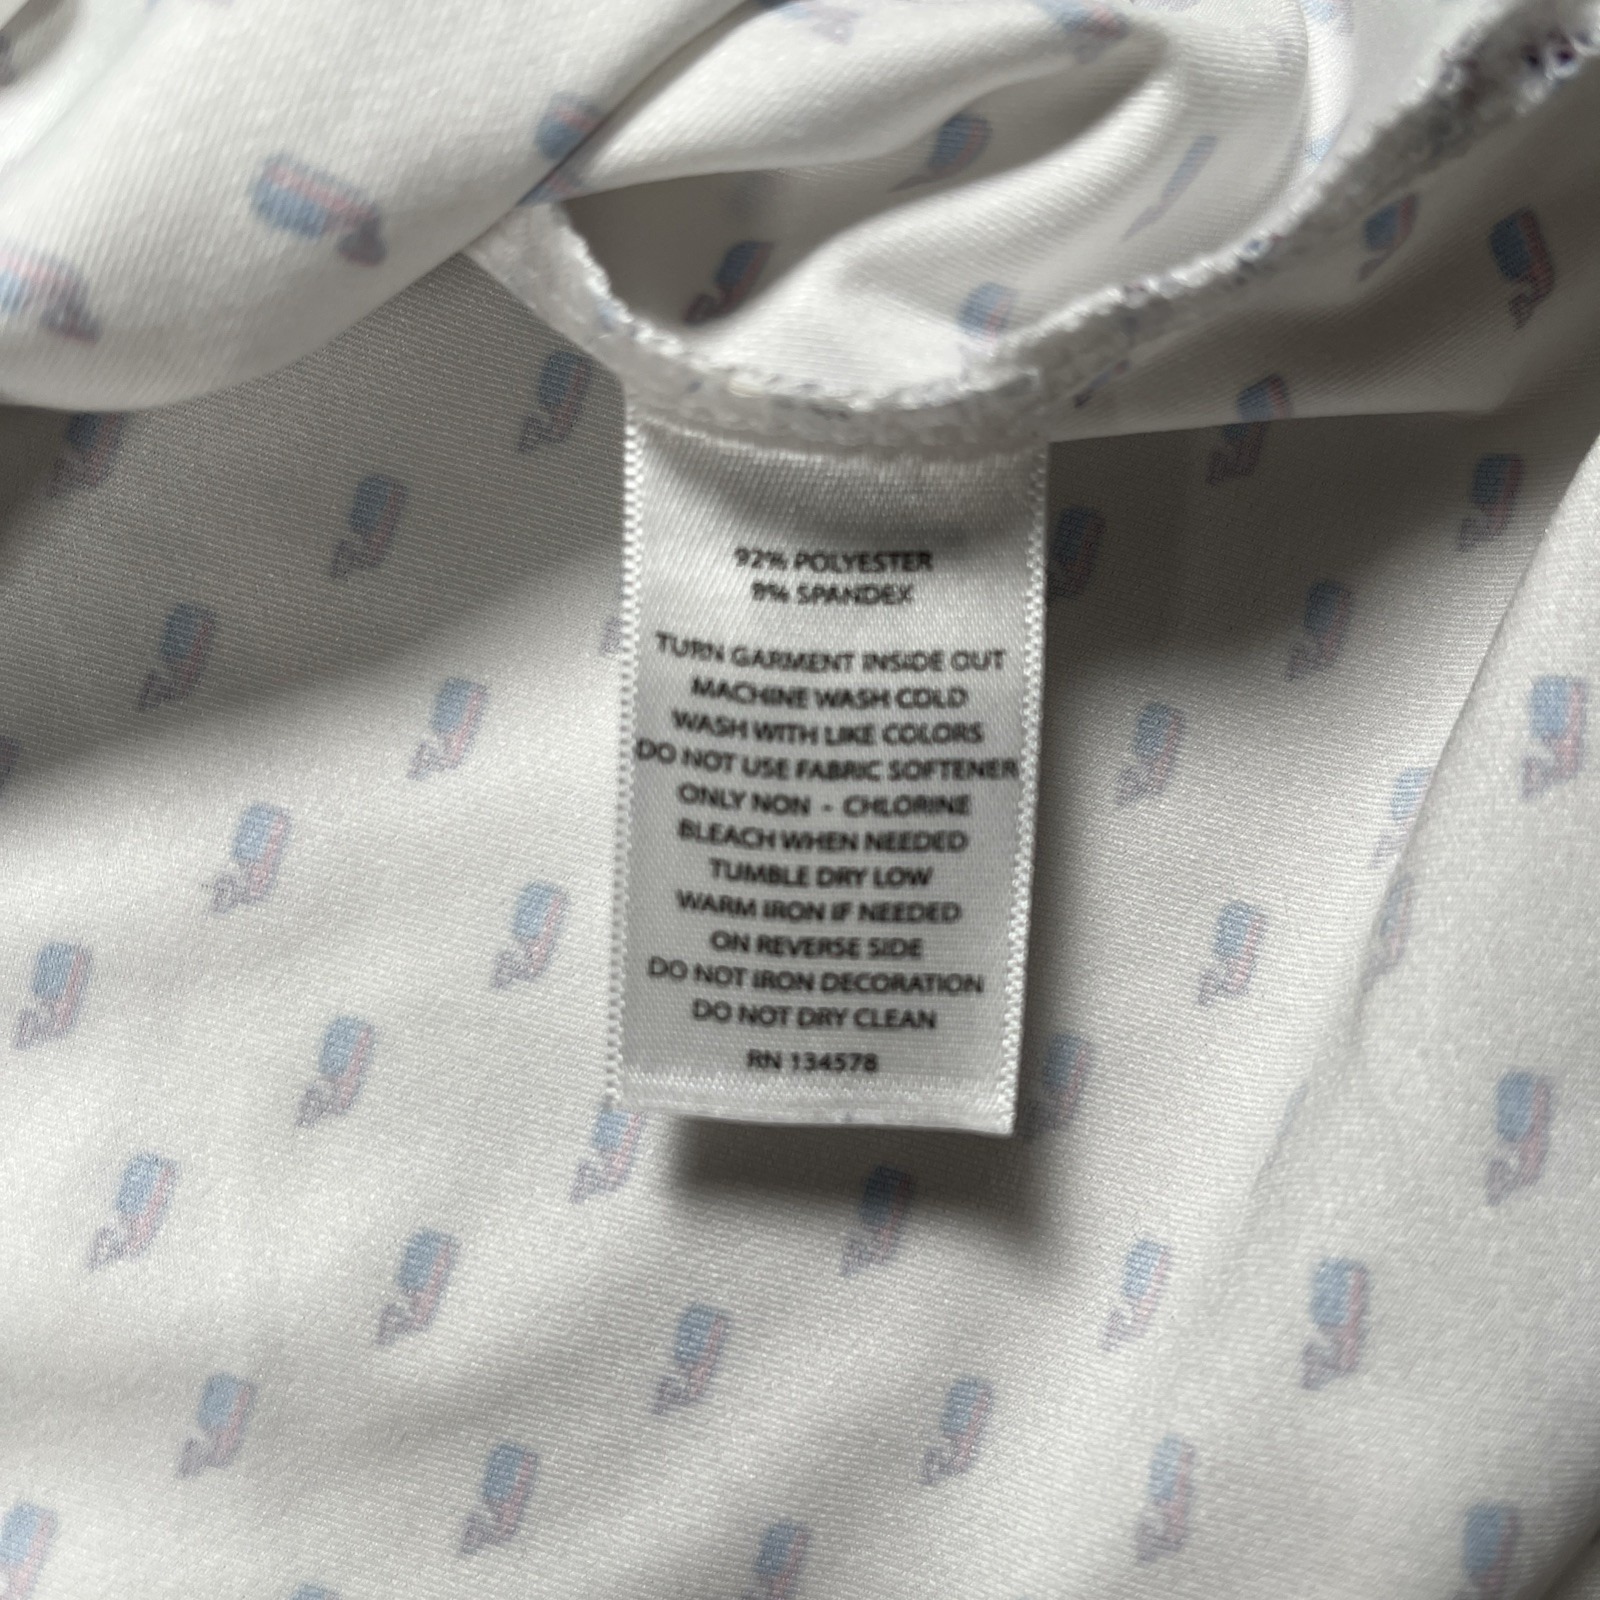 92% POLYESTER
8% SPANDEX
TURN GARMENT INSIDE OUT
MACHINE WASH COLD
WASH WITH LIKE COLORS
DO NOT USE FABRIC SOFTENER
ONLY NON - CHLORINE
BLEACH WHEN NEEDED
TUMBLE DRY LOW
WARM IRON IF NEEDED
ON REVERSE SIDE
DO NOT IRON DECORATION
DO NOT DRY CLEAN
RN 134578